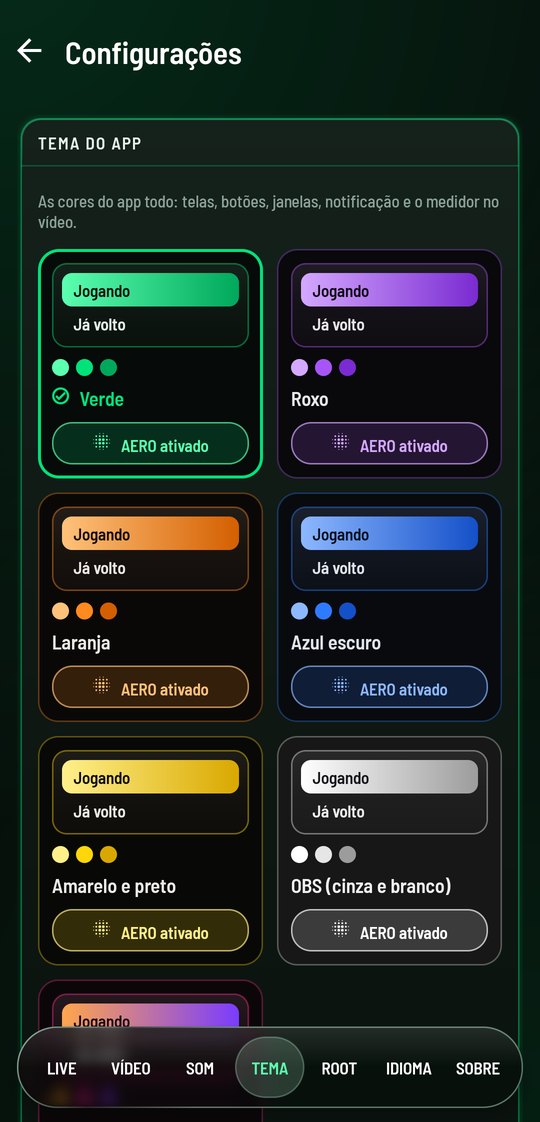 Configurações
TEMA DO APP
As cores do app todo: telas, botões, janelas, notificação e o medidor no
vídeo.
Jogando
Já volto
Verde
AERO ativado
Jogando
Já volto
Roxo
AERO ativado
Jogando
Já volto
Laranja
AERO ativado
Jogando
Já volto
Azul escuro
AERO ativado
Jogando
Já volto
Amarelo e preto
AERO ativado
Jogando
Já volto
OBS (cinza e branco)
AERO ativado
Jogando
LIVE VÍDEO SOM TEMA ROOT IDIOMA SOBRE